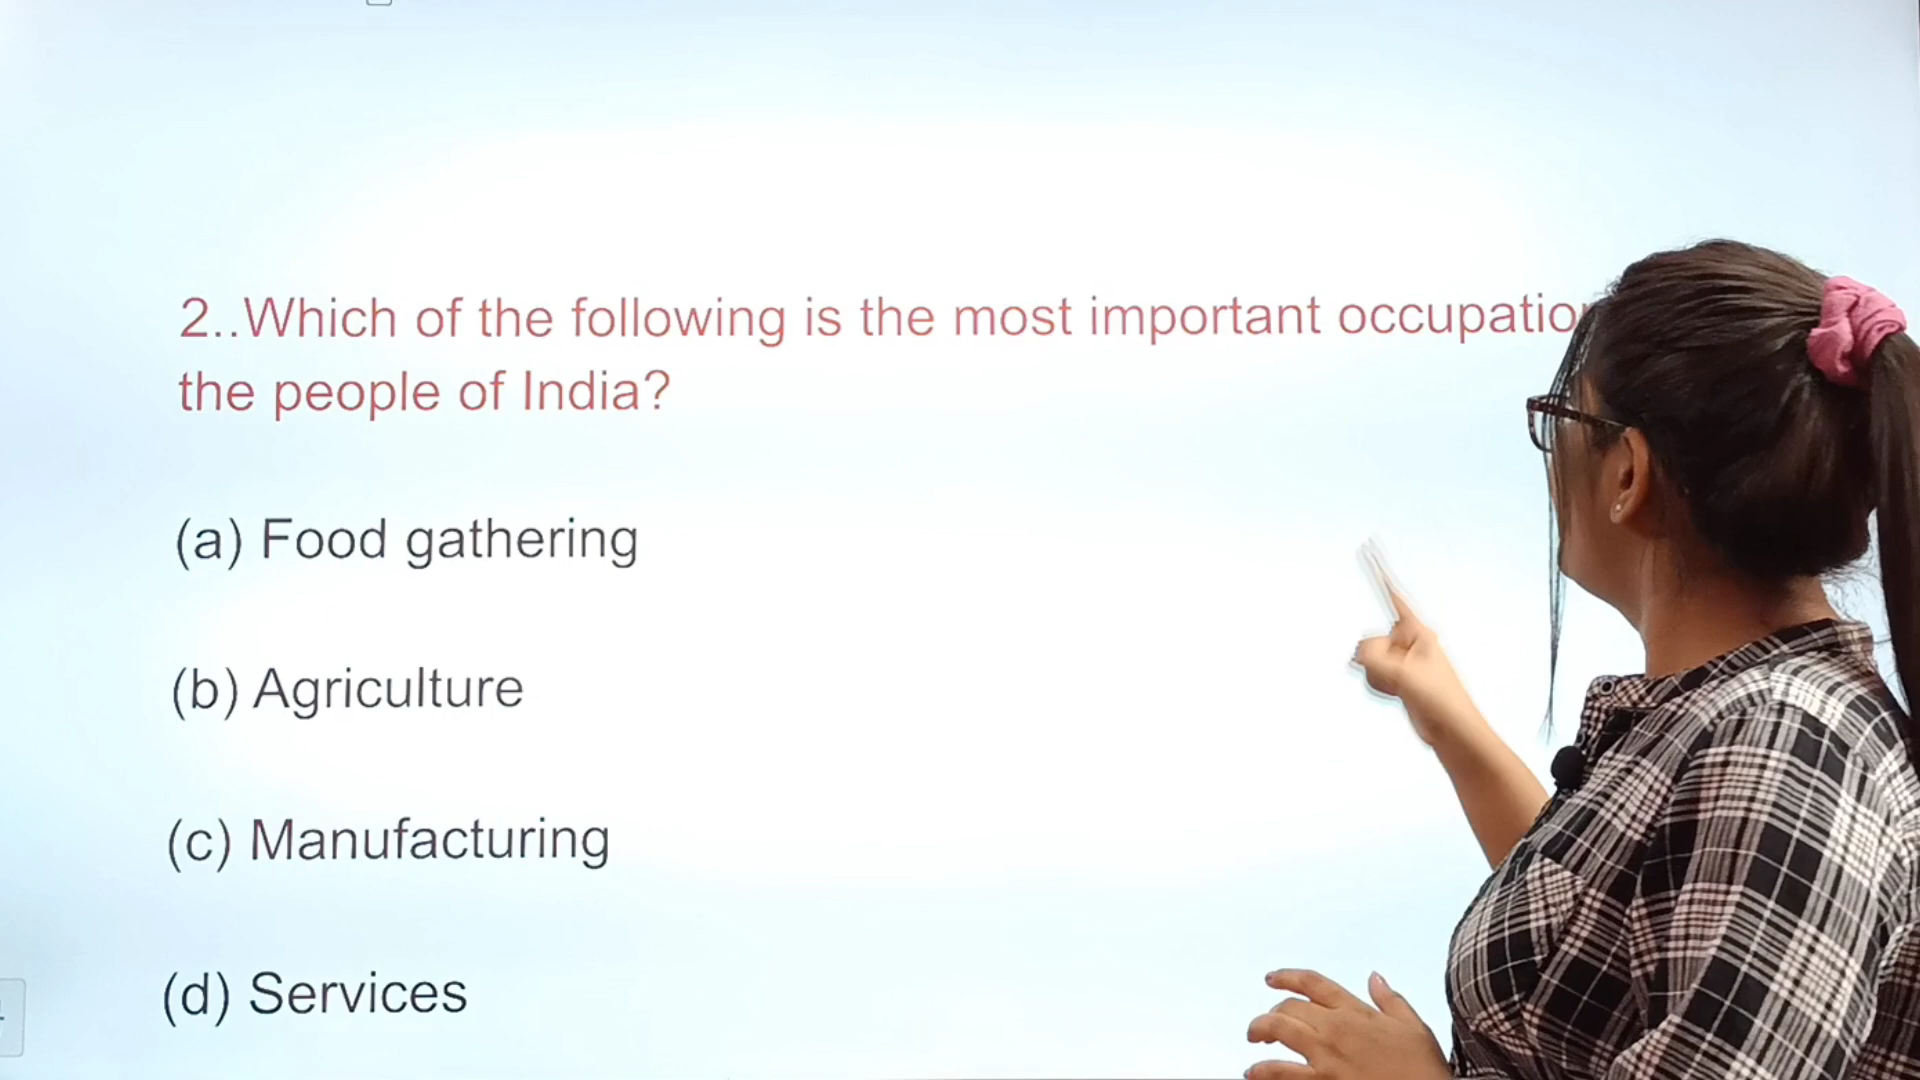 2..Which of the following is the most important occupatio
the people of India?
(a) Food gathering
(b) Agriculture
(c) Manufacturing
(d) Services